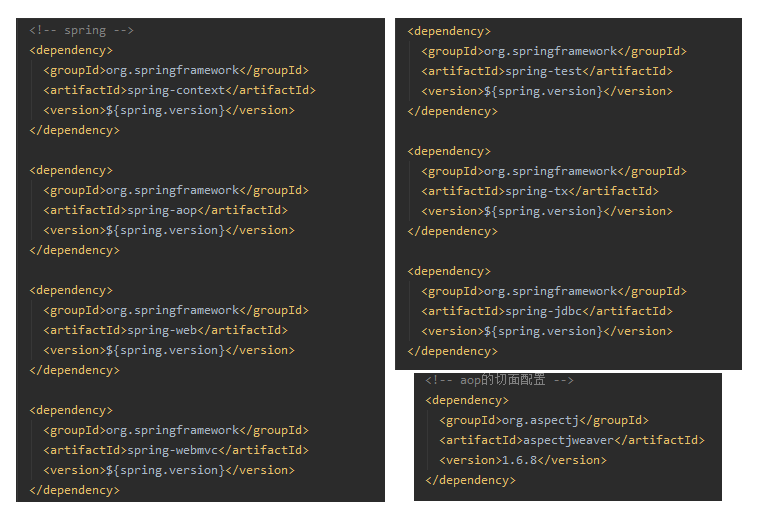 <!-- spring -->
<dependency>
<groupId>org.springframework</groupId>
<artifactId>spring-context</artifactId>
<version>${spring.version}</version>
</dependency>
<dependency>
<groupId>org.springframework</groupId>
<artifactId>spring-aop</artifactId>
<version>${spring.version}</version>
</dependency>
<dependency>
<groupId>org.springframework</groupId>
<artifactId>spring-web</artifactId>
<version>${spring.version}</version>
</dependency>
<dependency>
<groupId>org.springframework</groupId>
<artifactId>spring-webmvc</artifactId>
<version>${spring.version}</version>
</dependency>
<dependency>
<groupId>org.springframework</groupId>
<artifactId>spring-test</artifactId>
<version>${spring.version}</version>
</dependency>
<dependency>
<groupId>org.springframework</groupId>
<artifactId>spring-tx</artifactId>
<version>${spring.version}</version>
</dependency>
<dependency>
<groupId>org.springframework</groupId>
<artifactId>spring-jdbc</artifactId>
<version>${spring.version}</version>
</dependency>
<!-- aop的切面配置 -->
<dependency>
<groupId>org.aspectj</groupId>
<artifactId>aspectjweaver</artifactId>
<version>1.6.8</version>
</dependency>